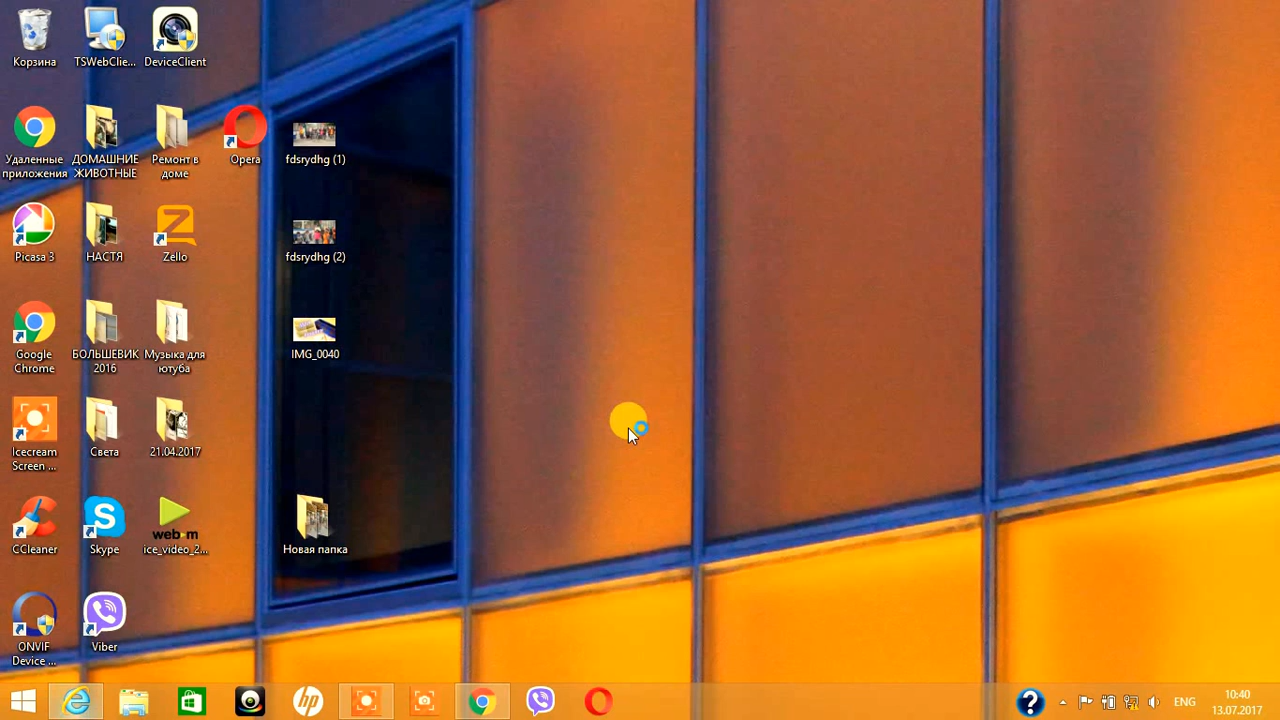 Корзина
TSWebClie...
DeviceClient
Удаленные
приложения
ДОМАШНИЕ
ЖИВОТНЫЕ
Ремонт в
доме
Opera
fdsrydhg (1)
Picasa 3
НАСТЯ
Zello
fdsrydhg (2)
Google
Chrome
БОЛЬШЕВИК
2016
Музыка для
ютуба
IMG_0040
Icecream
Screen ...
Света
21.04.2017
CCleaner
Skype
webm
ice_video_2...
Новая папка
ONVIF
Device ...
Viber
hp
ENG
10:40
13.07.2017